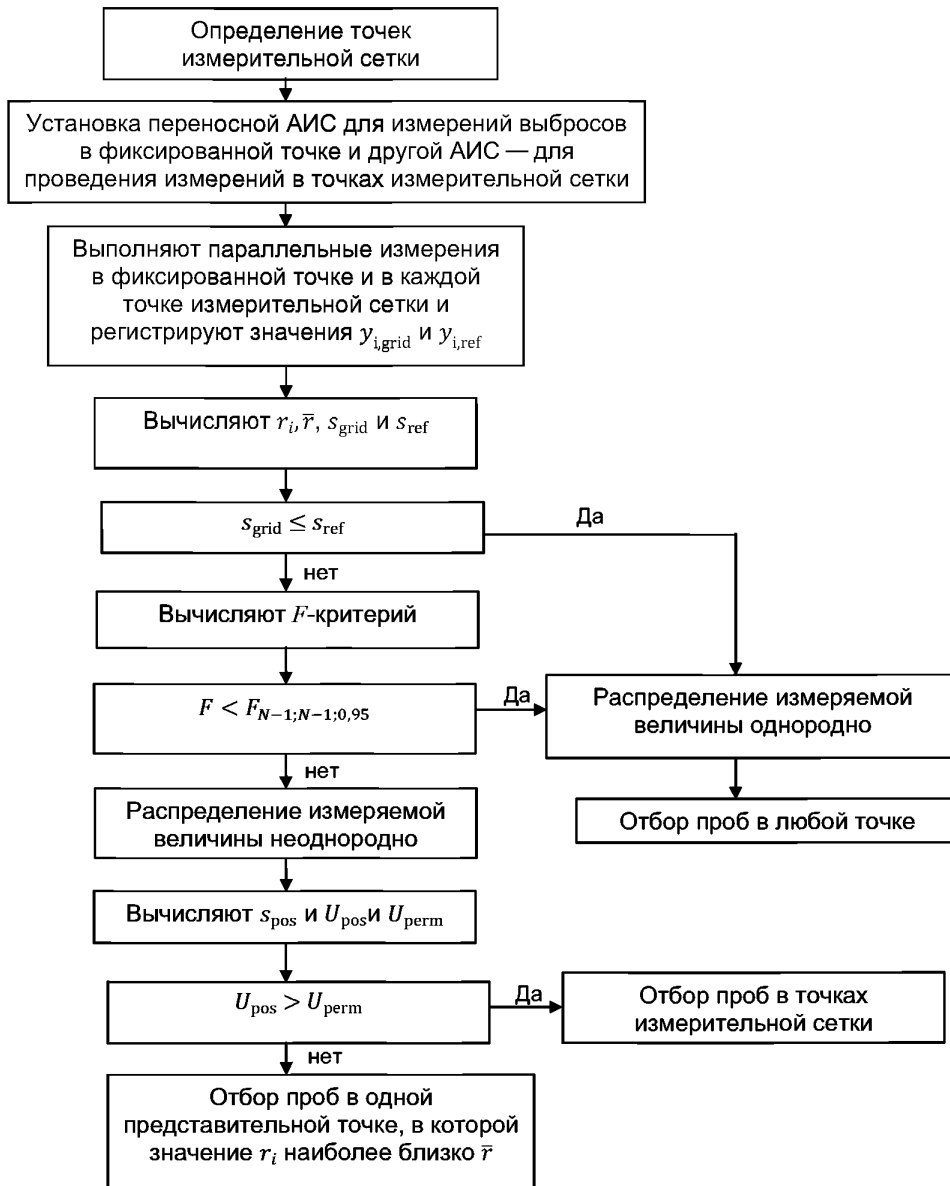 Определение точек
измерительной сетки
Установка переносной АИС для измерений выбросов
в фиксированной точке и другой АИС — для
проведения измерений в точках измерительной сетки
Выполняют параллельные измерения
в фиксированной точке и в каждой
точке измерительной сетки и
регистрируют значения y_i,grid и y_i,ref
Вычисляют r_i, r̅, s_grid и s_ref
s_grid ≤ s_ref
Да
нет
Вычисляют F-критерий
F < F_N−1;N−1;0,95
Да
Распределение измеряемой
величины однородно
нет
Отбор проб в любой точке
Распределение измеряемой
величины неоднородно
Вычисляют s_pos и U_pos и U_perm
U_pos > U_perm
Да
Отбор проб в точках
измерительной сетки
нет
Отбор проб в одной
представительной точке, в которой
значение r_i наиболее близко r̅